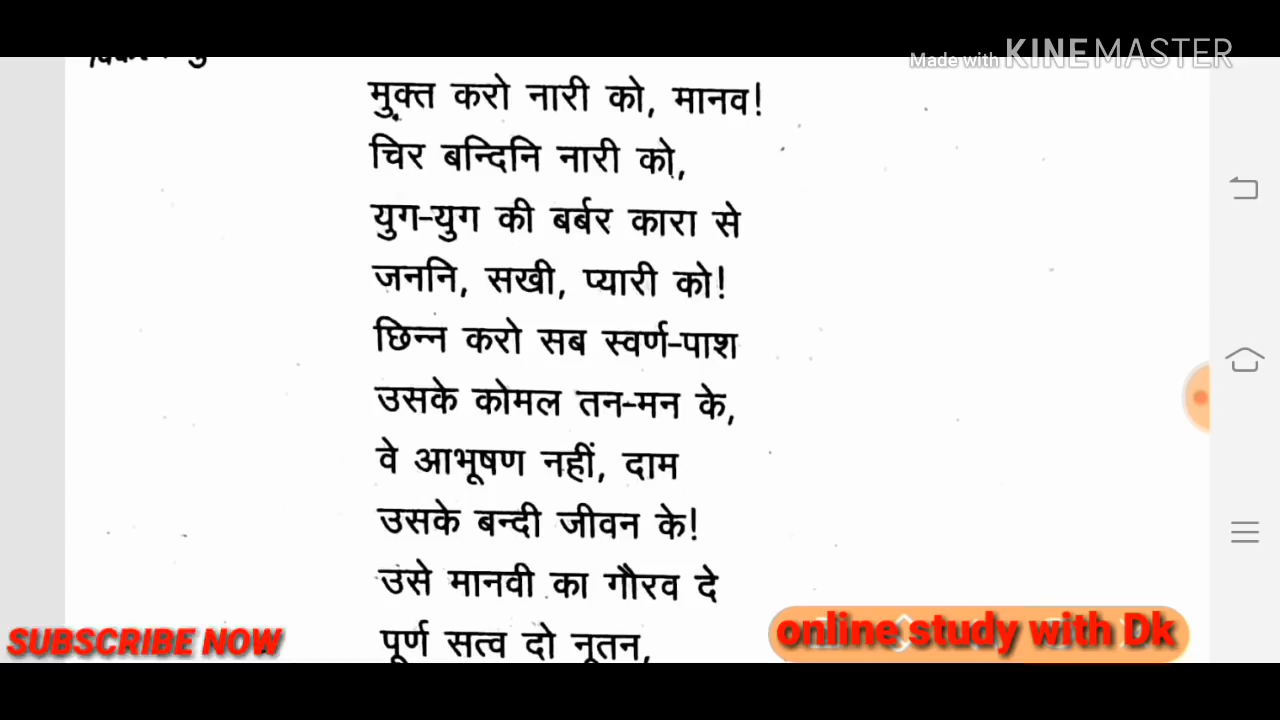 Made with KINEMASTER
मुक्त करो नारी को, मानव!
चिर बन्दिनि नारी को,
युग-युग की बर्बर कारा से
जननि, सखी, प्यारी को!
छिन्न करो सब स्वर्ण-पाश
उसके कोमल तन-मन के,
वे आभूषण नहीं, दाम
उसके बन्दी जीवन के!
उसे मानवी का गौरव दे
पूर्ण सत्व दो नूतन,
SUBSCRIBE NOW
online study with Dk